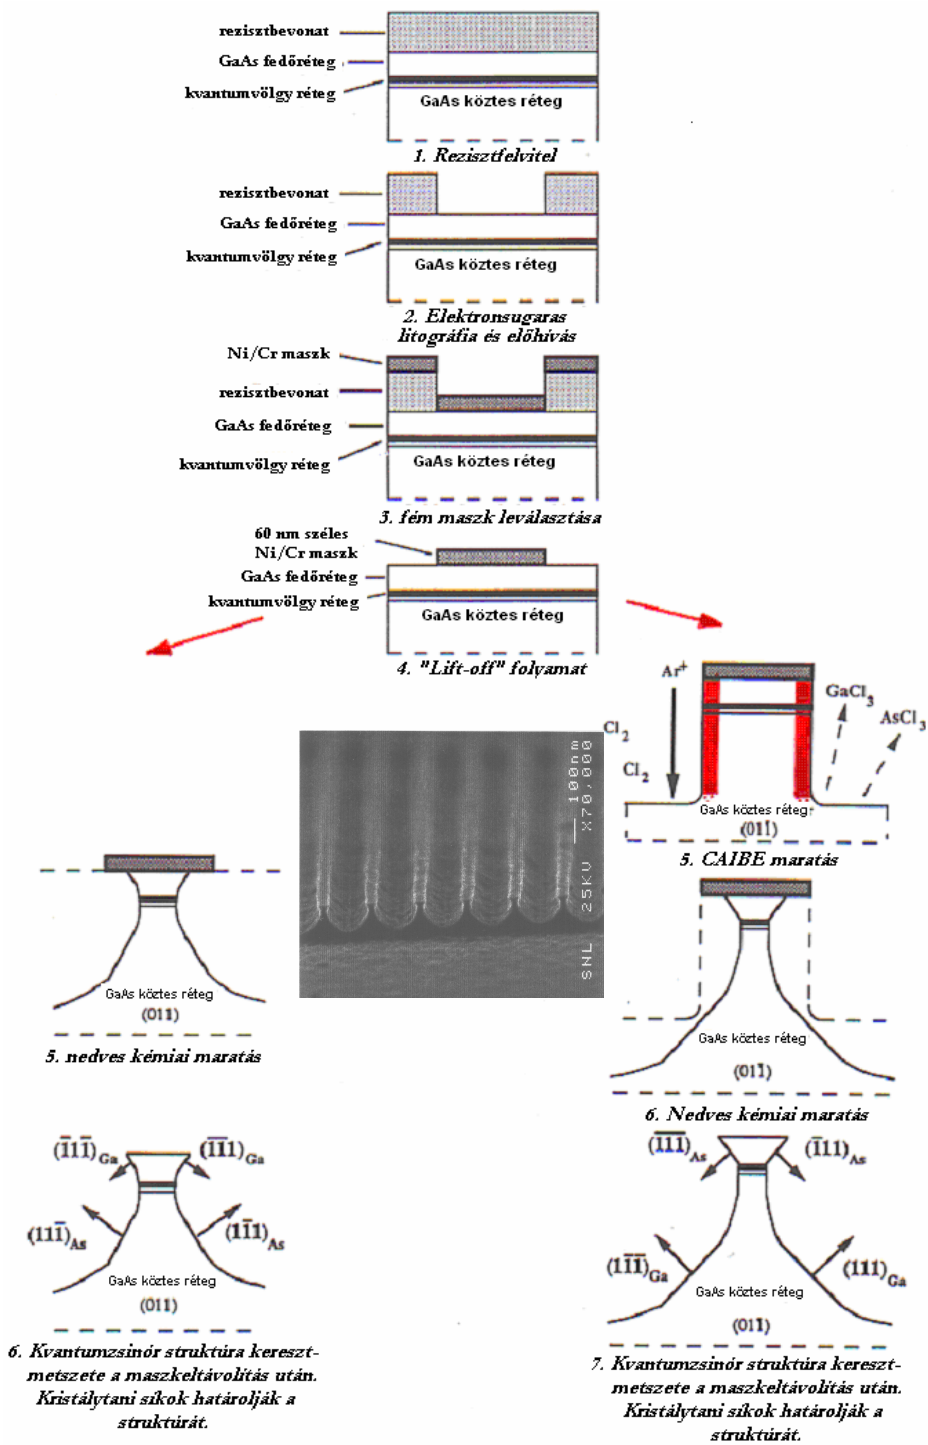 rezisztbevonat
GaAs fedőréteg
kvantumvölgy réteg
GaAs köztes réteg
1. Rezisztfelvitel
rezisztbevonat
GaAs fedőréteg
kvantumvölgy réteg
GaAs köztes réteg
2. Elektronsugaras
litográfia és előhívás
Ni/Cr maszk
rezisztbevonat
GaAs fedőréteg
kvantumvölgy réteg
GaAs köztes réteg
3. fém maszk leválasztása
60 nm széles
Ni/Cr maszk
GaAs fedőréteg
kvantumvölgy réteg
GaAs köztes réteg
4. "Lift-off" folyamat
Ar⁺
GaCl₃
AsCl₃
Cl₂
Cl₂
GaAs köztes réteg
(011̄)
5. CAIBE maratás
SNL 25KV X70,000 100nm
GaAs köztes réteg
(011)
5. nedves kémiai maratás
GaAs köztes réteg
(011̄)
6. Nedves kémiai maratás
(1̄11̄)Ga
(1̄1̄1)Ga
(111̄)As
(11̄1)As
GaAs köztes réteg
(011)
6. Kvantumzsinór struktúra kereszt-
metszete a maszkeltávolítás után.
Kristálytani síkok határolják a
struktúrát.
(1̄1̄1̄)As
(1̄11)As
(11̄1̄)Ga
(111)Ga
GaAs köztes réteg
(011̄)
7. Kvantumzsinór struktúra kereszt-
metszete a maszkeltávolítás után.
Kristálytani síkok határolják a
struktúrát.